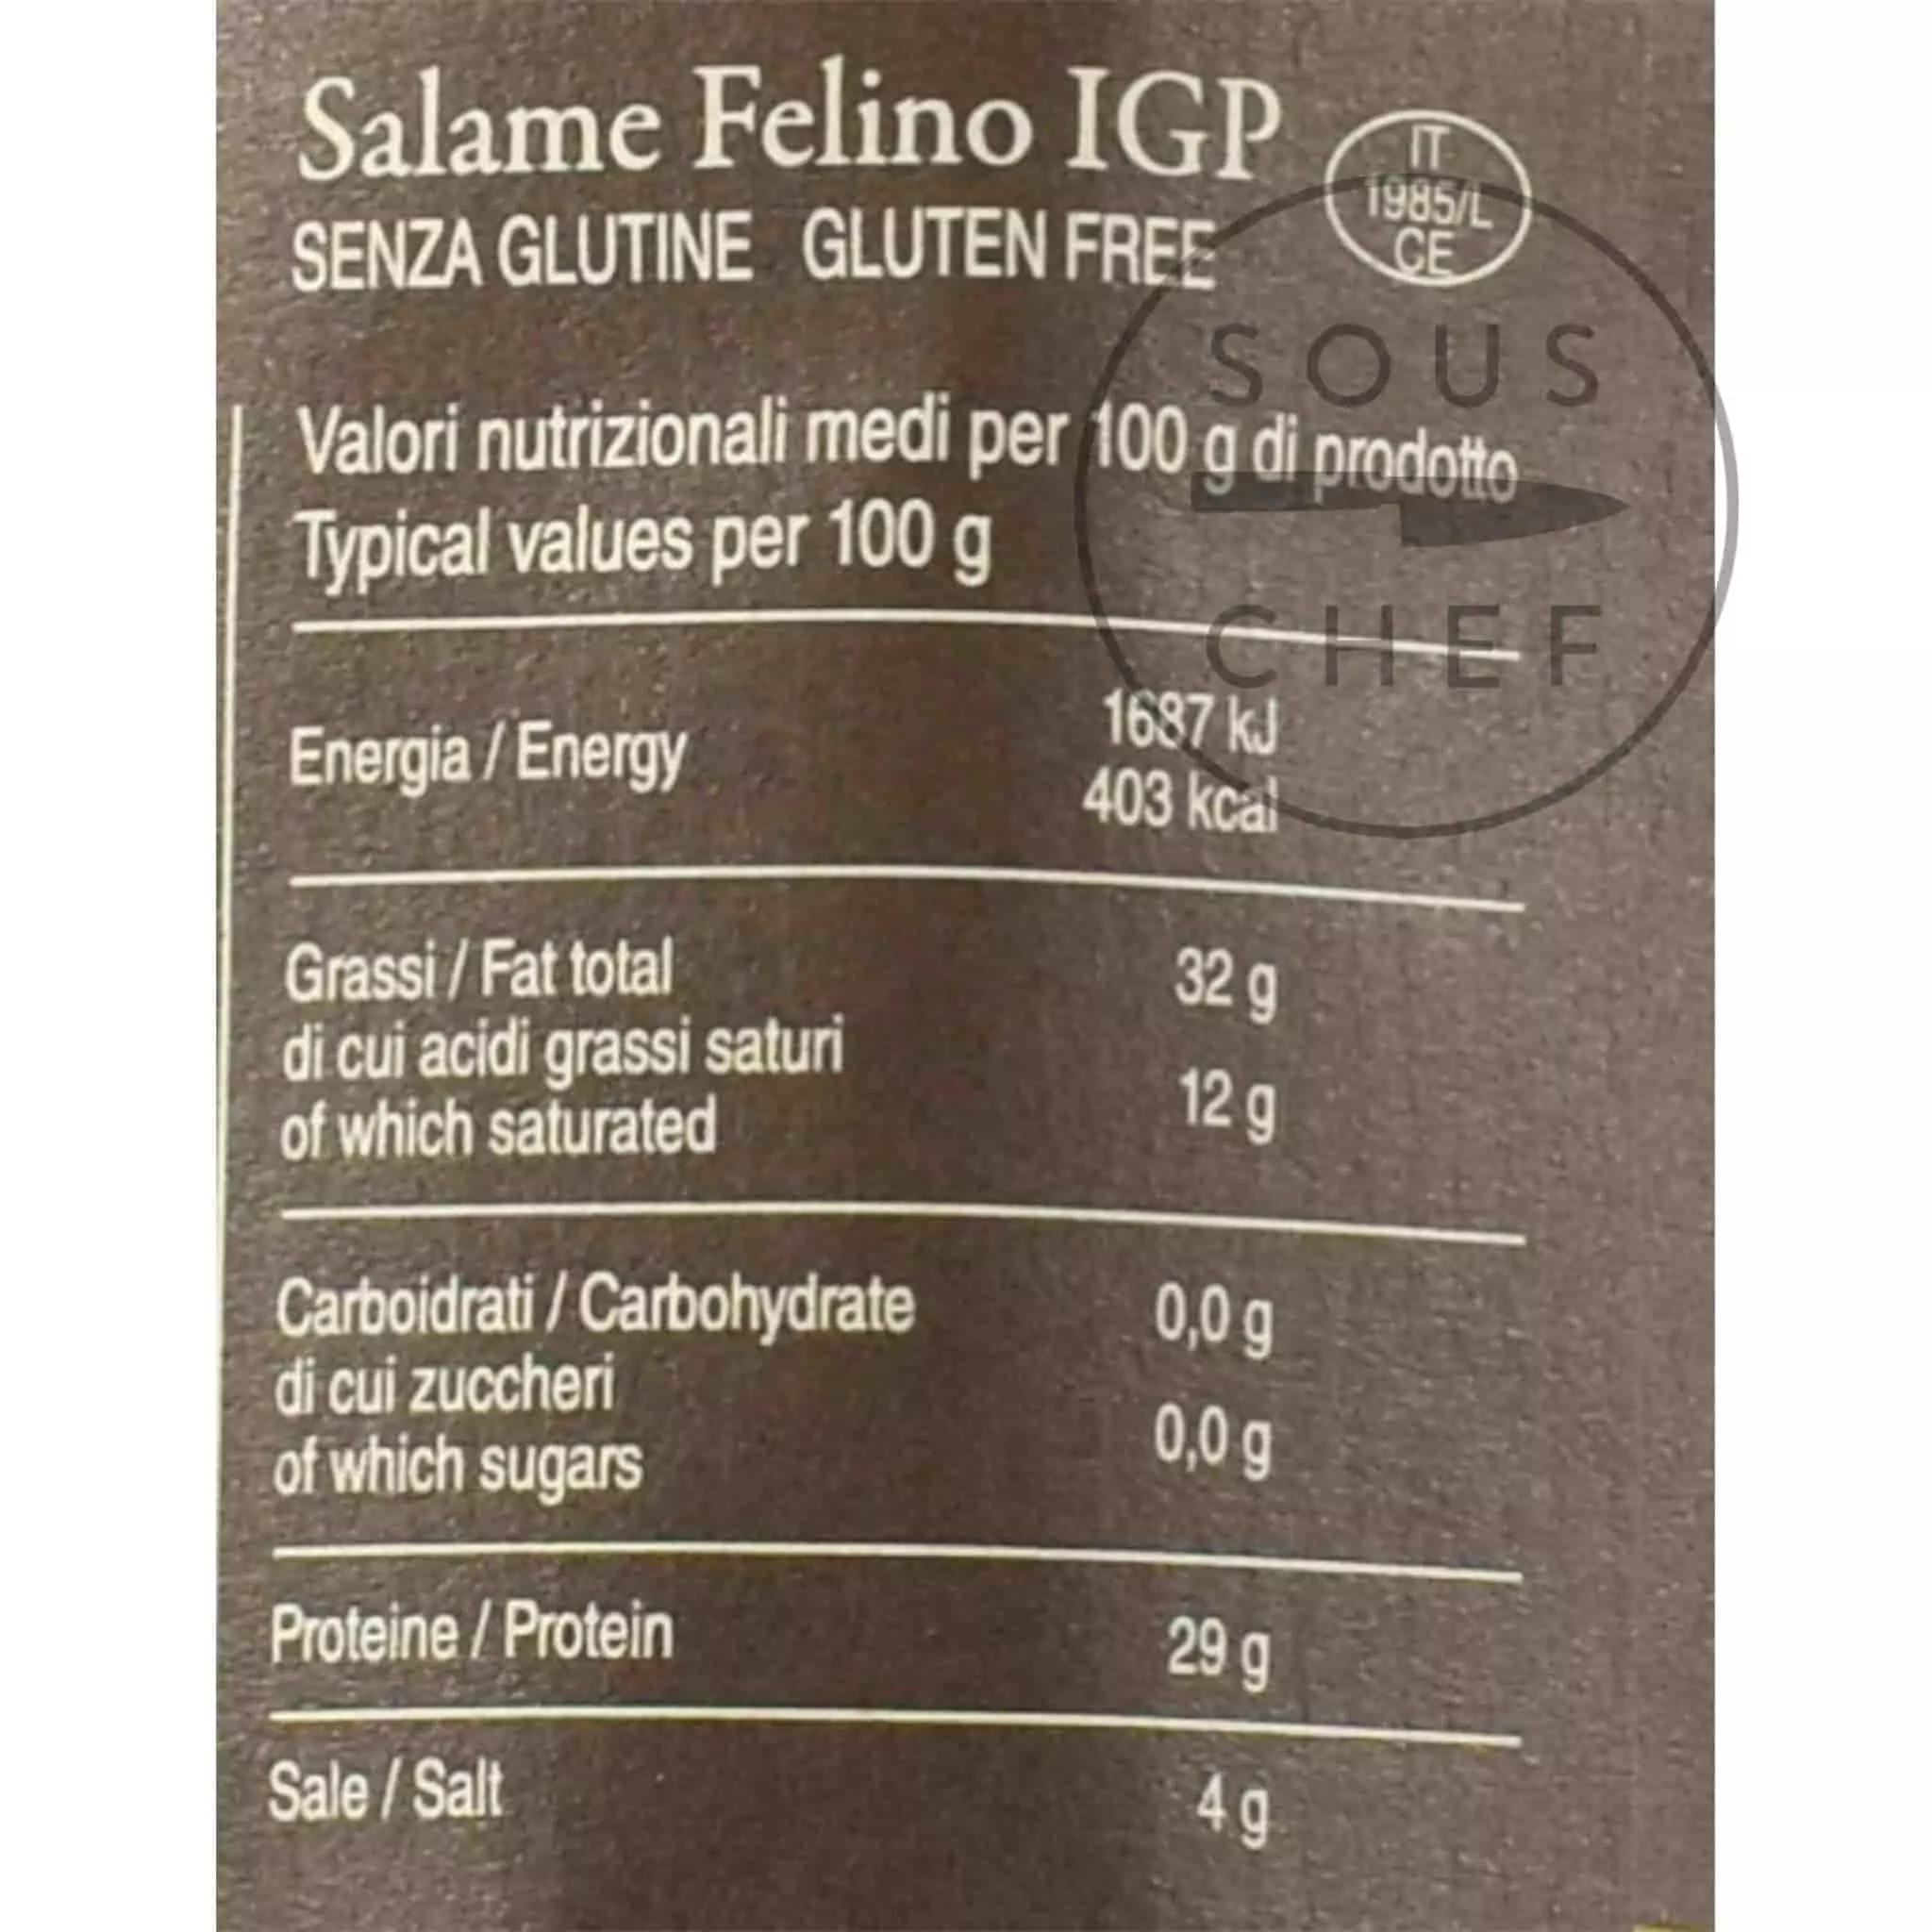 Salame Felino IGP
IT
1985/L
CE
SENZA GLUTINE GLUTEN FREE
SOUS
CHEF
Valori nutrizionali medi per 100 g di prodotto
Typical values per 100 g
Energia / Energy 1687 kJ
403 kcal
Grassi / Fat total 32 g
di cui acidi grassi saturi
of which saturated 12 g
Carboidrati / Carbohydrate 0,0 g
di cui zuccheri
of which sugars 0,0 g
Proteine / Protein 29 g
Sale / Salt 4 g